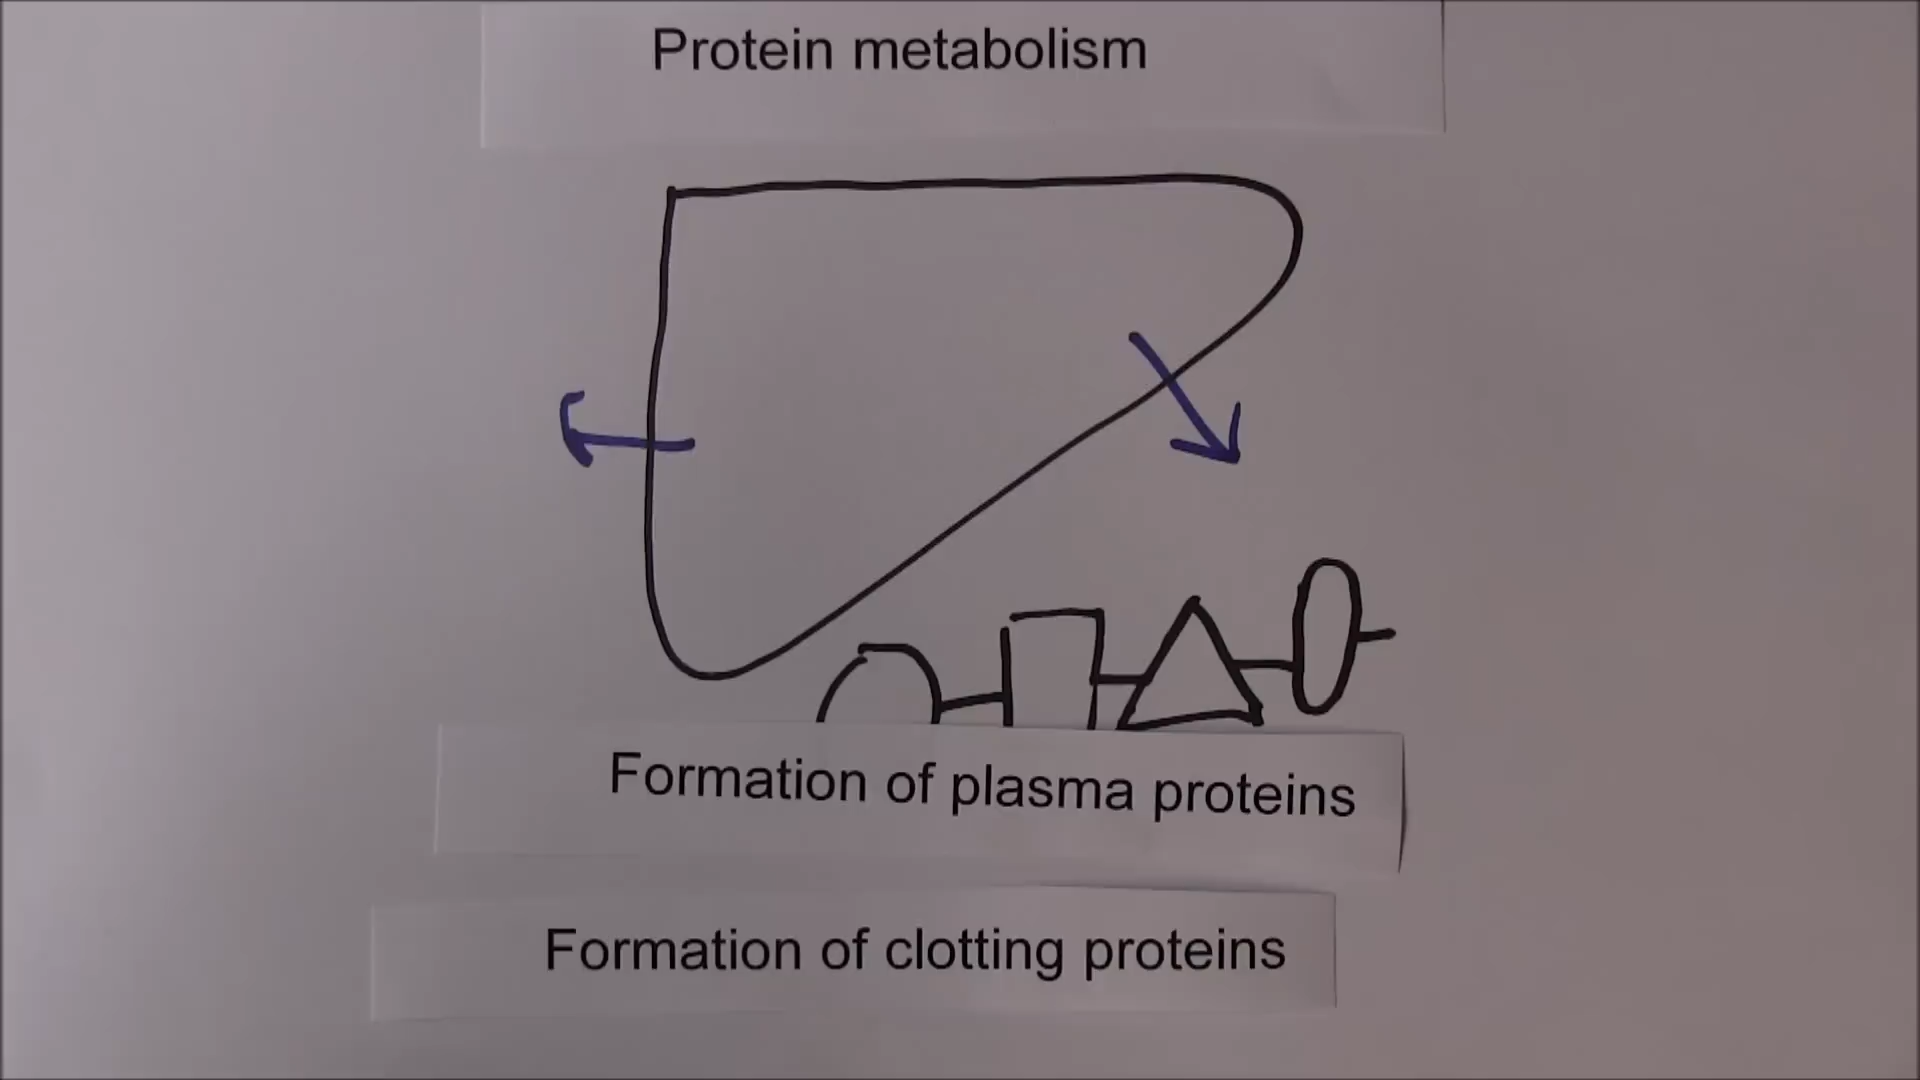 Protein metabolism
Formation of plasma proteins
Formation of clotting proteins